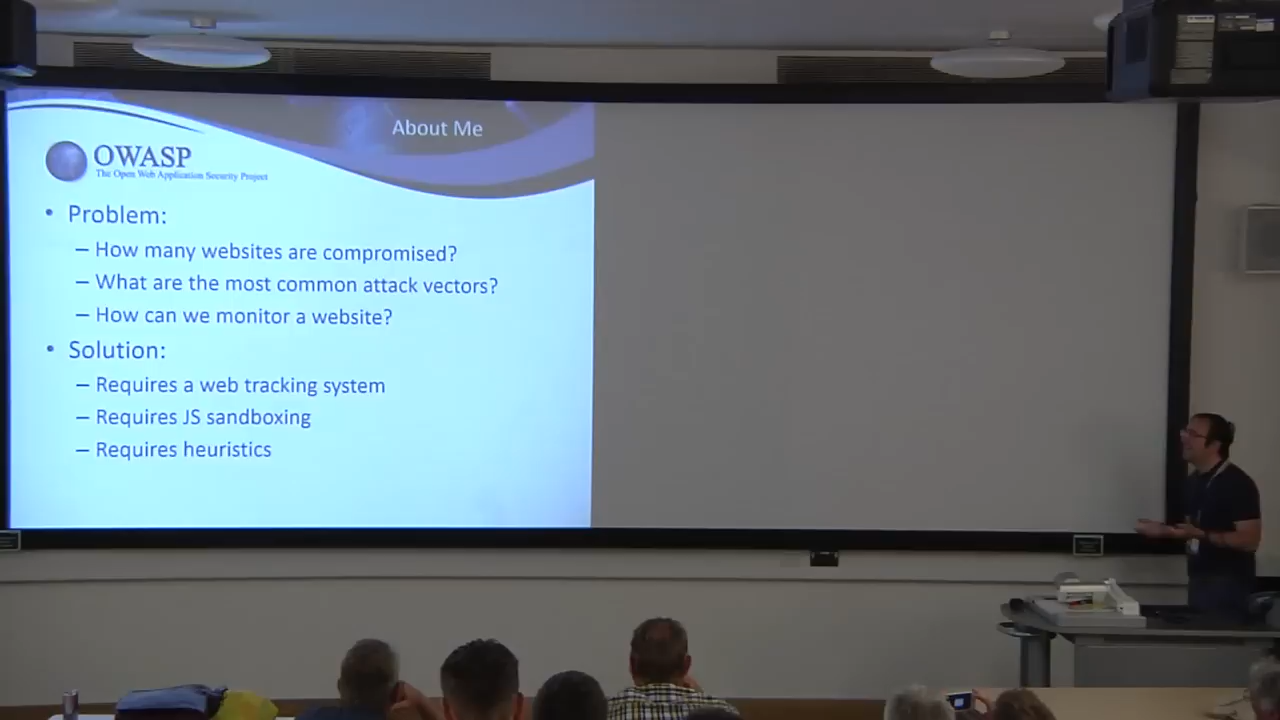 About Me
OWASP
The Open Web Application Security Project
• Problem:
– How many websites are compromised?
– What are the most common attack vectors?
– How can we monitor a website?
• Solution:
– Requires a web tracking system
– Requires JS sandboxing
– Requires heuristics